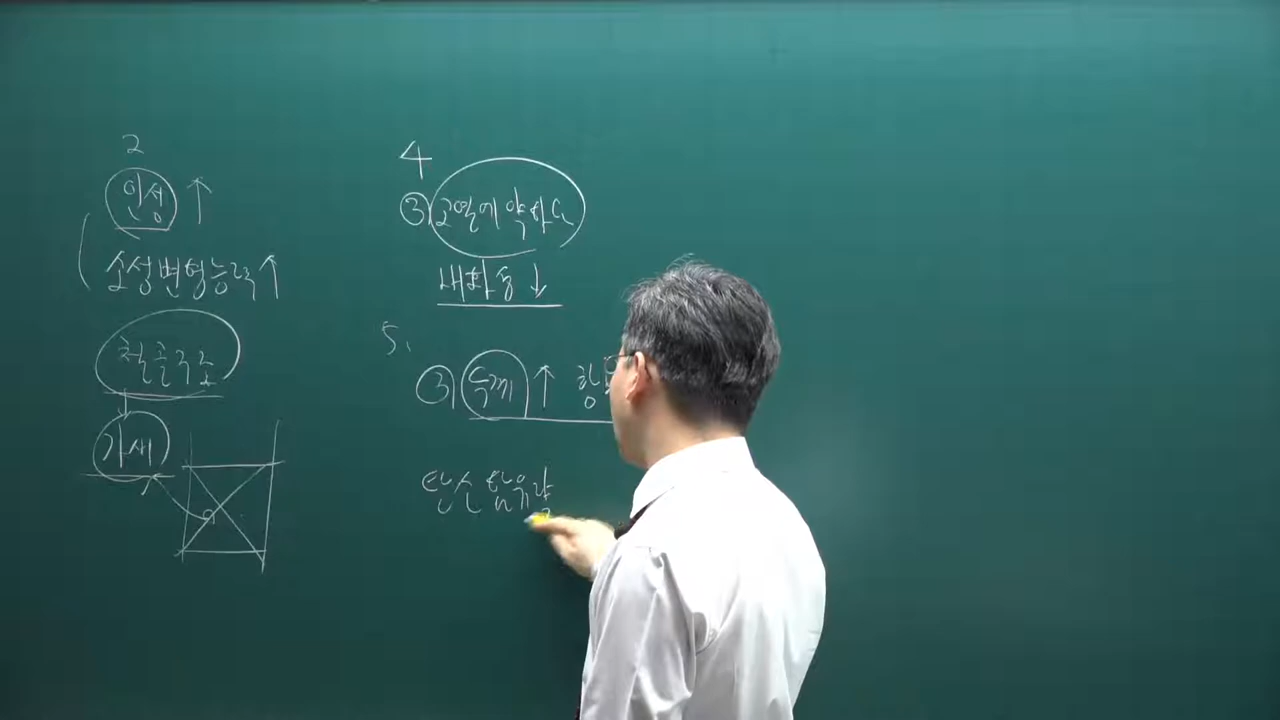 2
인성 ↑
소성변형능력 ↑
철골구조
가새
4
③ 고열에 약하다
내화성 ↓
5.
③ 두께 ↑ 항
탄소 함유량